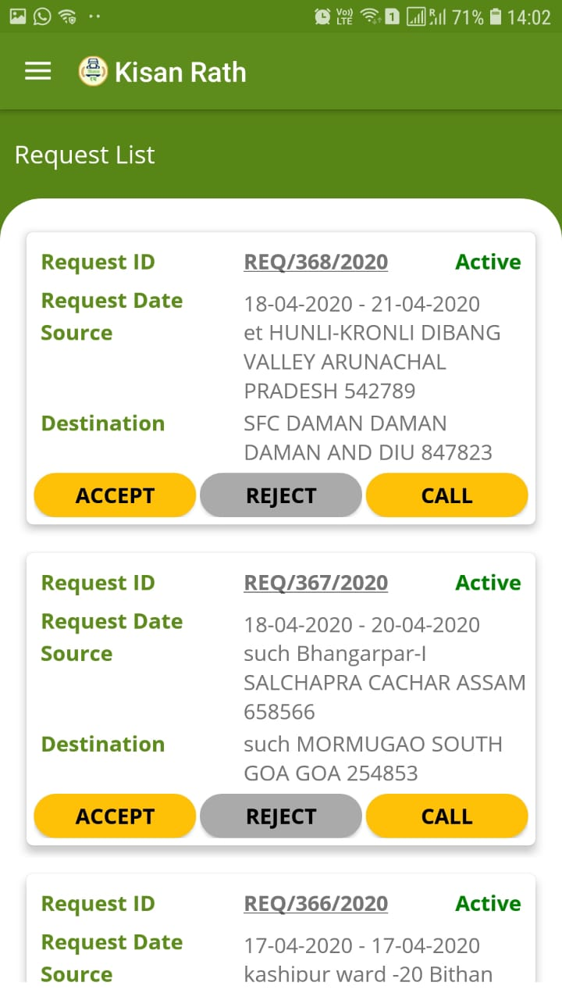 Vo)) LTE 1 R 71% 14:02
Kisan Rath
Request List
Request ID REQ/368/2020 Active
Request Date 18-04-2020 - 21-04-2020
Source et HUNLI-KRONLI DIBANG
VALLEY ARUNACHAL
PRADESH 542789
Destination SFC DAMAN DAMAN
DAMAN AND DIU 847823
ACCEPT REJECT CALL
Request ID REQ/367/2020 Active
Request Date 18-04-2020 - 20-04-2020
Source such Bhangarpar-I
SALCHAPRA CACHAR ASSAM
658566
Destination such MORMUGAO SOUTH
GOA GOA 254853
ACCEPT REJECT CALL
Request ID REQ/366/2020 Active
Request Date 17-04-2020 - 17-04-2020
Source kashipur ward -20 Bithan